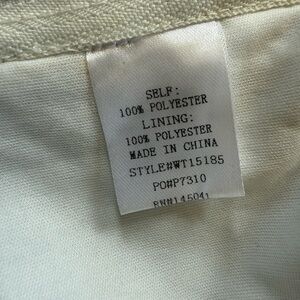 SELF:
100% POLYESTER
LINING:
100% POLYESTER
MADE IN CHINA
STYLE#WT15185
PO#P7310